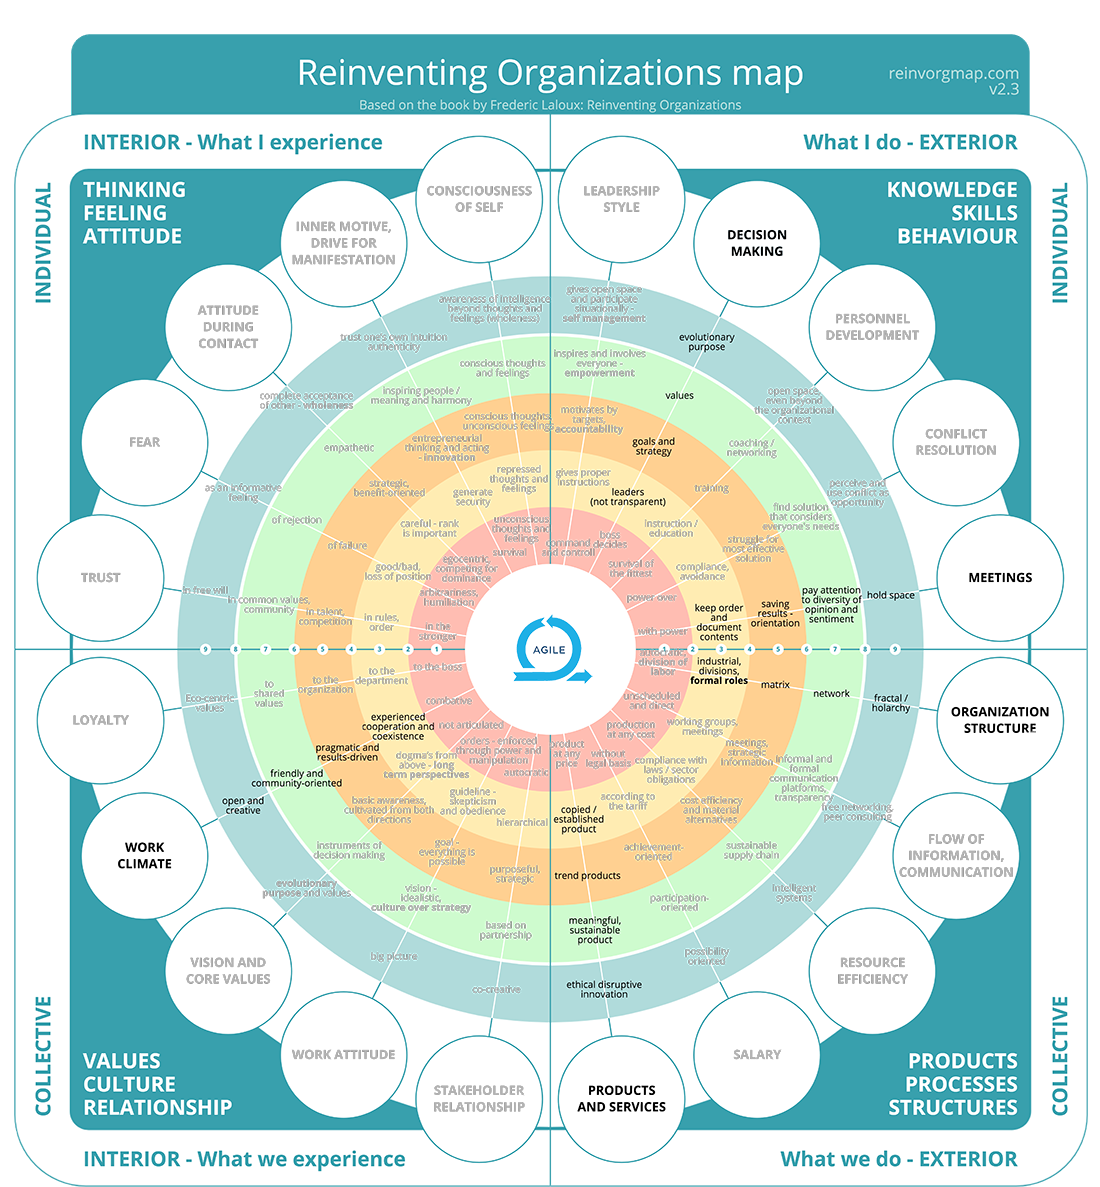 Reinventing Organizations map
reinvorgmap.com
v2.3
Based on the book by Frederic Laloux: Reinventing Organizations
INTERIOR - What I experience
What I do - EXTERIOR
INDIVIDUAL
INDIVIDUAL
THINKING
FEELING
ATTITUDE
KNOWLEDGE
SKILLS
BEHAVIOUR
CONSCIOUSNESS
OF SELF
awareness of intelligence
beyond thoughts and
feelings (wholeness)
conscious thoughts
and feelings
conscious thoughts,
unconscious feelings
repressed
thoughts and
feelings
unconscious
thoughts and
feelings
LEADERSHIP
STYLE
gives open space
and participate
situationally -
self management
inspires and involves
everyone -
empowerment
motivates by
targets,
accountability
gives proper
instructions
command
and controll
INNER MOTIVE,
DRIVE FOR
MANIFESTATION
trust one's own intuition
authenticity
inspiring people /
meaning and harmony
entrepreneurial
thinking and acting
- innovation
generate
security
survival
DECISION
MAKING
evolutionary
purpose
values
goals and
strategy
leaders
(not transparent)
boss
decides
ATTITUDE
DURING
CONTACT
complete acceptance
of other - wholeness
empathetic
strategic,
benefit-oriented
careful - rank
is important
egocentric,
competing for
dominance
PERSONNEL
DEVELOPMENT
open space,
even beyond
the organizational
context
coaching /
networking
training
instruction /
education
survival of
the fittest
FEAR
as an informative
feeling
of rejection
of failure
good/bad,
loss of position
arbitranness,
humiliation
CONFLICT
RESOLUTION
perceive and
use conflict as
opportunity
find solution
that considers
everyone's needs
struggle for
most effective
solution
compliance,
avoidance
power over
TRUST
in free will
in common values,
community
in talent,
competition
in rules,
order
in the
stronger
MEETINGS
hold space
pay attention
to diversity of
opinion and
sentiment
saving
results -
orientation
keep order
and
document
contents
with power
AGILE
9 8 7 6 5 4 3 2 1
1 2 3 4 5 6 7 8 9
LOYALTY
Eco-centric
values
to
shared
values
to the
organization
to the
department
to the boss
ORGANIZATION
STRUCTURE
fractal /
holarchy
network
matrix
industrial,
divisions,
formal roles
autocratic,
division of
labor
WORK
CLIMATE
open and
creative
friendly and
community-oriented
pragmatic and
results-driven
experienced
cooperation and
coexistence
combative
FLOW OF
INFORMATION,
COMMUNICATION
free networking,
peer consulting
Informal and
formal
communication
platforms,
transparency
meetings,
strategic
information
working groups,
meetings
unscheduled
and direct
VISION AND
CORE VALUES
evolutionary
purpose and values
instruments of
decision making
basic awareness,
cultivated from both
directions
dogma's from
above - long
term perspectives
not articulated
RESOURCE
EFFICIENCY
Intelligent
systems
sustainable
supply chain
cost efficiency
and material
alternatives
compliance with
laws / sector
obligations
production
at any cost
WORK ATTITUDE
big picture
vision -
idealistic,
culture over strategy
goal -
everything is
possible
guideline -
skepticism
and obedience
orders - enforced
through power and
manipulation
SALARY
possibility
oriented
participation-
oriented
achievement-
oriented
according to
the tariff
without
legal basis
STAKEHOLDER
RELATIONSHIP
co-creative
based on
partnership
purposeful,
strategic
hierarchical
autocratic
PRODUCTS
AND SERVICES
ethical disruptive
innovation
meaningful,
sustainable
product
trend products
copied /
established
product
product
at any
price
COLLECTIVE
COLLECTIVE
VALUES
CULTURE
RELATIONSHIP
PRODUCTS
PROCESSES
STRUCTURES
INTERIOR - What we experience
What we do - EXTERIOR